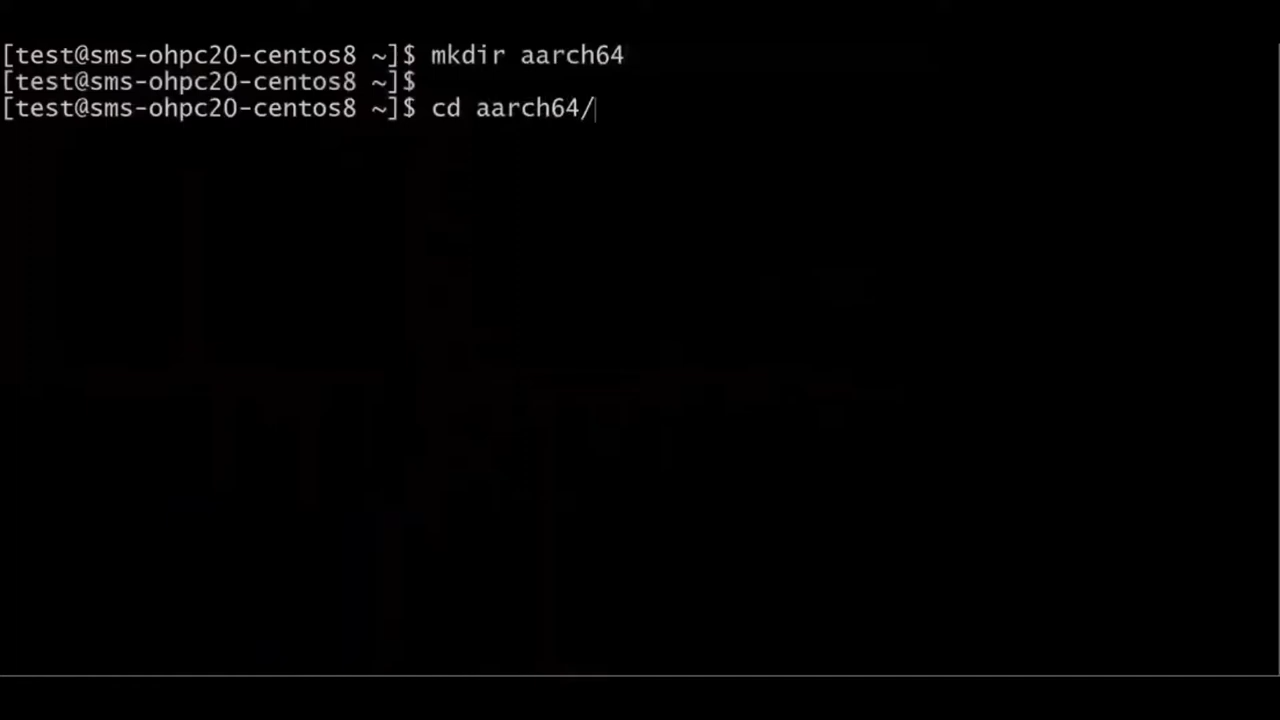 [test@sms-ohpc20-centos8 ~]$ mkdir aarch64
[test@sms-ohpc20-centos8 ~]$
[test@sms-ohpc20-centos8 ~]$ cd aarch64/